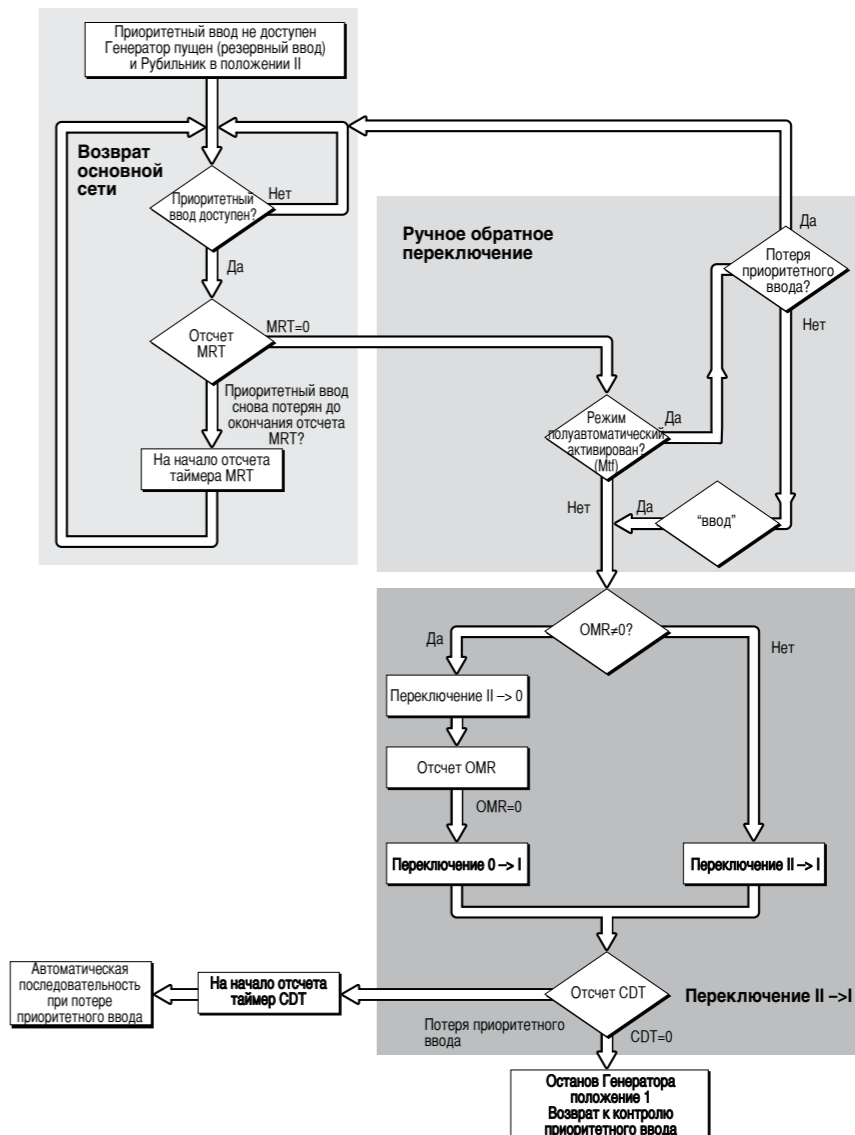 Приоритетный ввод не доступен
Генератор пущен (резервный ввод)
и Рубильник в положении II
Возврат
основной
сети
Приоритетный
ввод доступен?
Нет
Да
Отсчет
MRT
MRT=0
Приоритетный ввод
снова потерян до
окончания отсчета
MRT?
На начало отсчета
таймера MRT
Ручное обратное
переключение
Да
Потеря
приоритетного
ввода?
Нет
Режим
полуавтоматический
активирован?
(Mtf)
Да
Нет
Да
“ввод”
OMR≠0?
Да
Нет
Переключение II –> 0
Отсчет OMR
OMR=0
Переключение 0 –> I
Переключение II –> I
Автоматическая
последовательность
при потере
приоритетного ввода
На начало отсчета
таймер CDT
Отсчет CDT
Переключение II –>I
Потеря приоритетного
ввода
CDT=0
Останов Генератора
положение 1
Возврат к контролю
приоритетного ввода